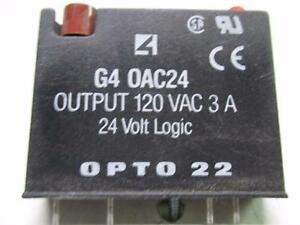 G4 OAC24
OUTPUT 120 VAC 3 A
24 Volt Logic
OPTO 22